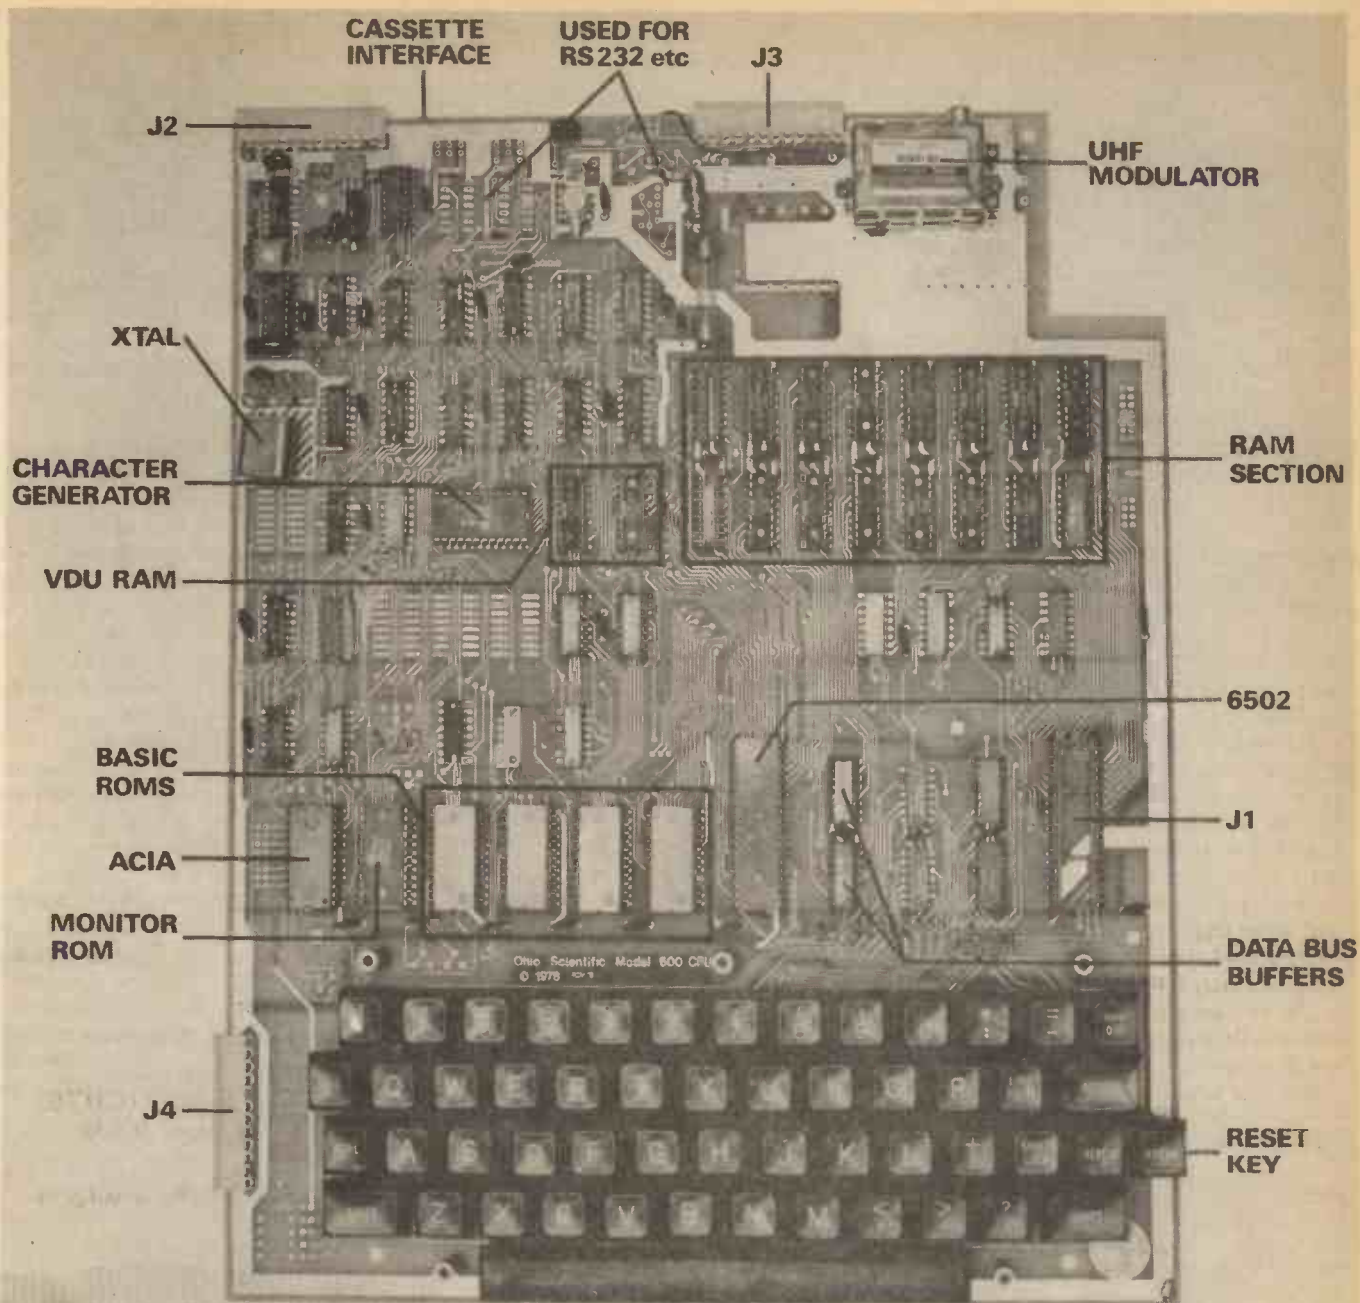 CASSETTE
INTERFACE
USED FOR
RS232 etc
J3
J2
UHF
MODULATOR
XTAL
RAM
SECTION
CHARACTER
GENERATOR
VDU RAM
6502
BASIC
ROMS
J1
ACIA
MONITOR
ROM
DATA BUS
BUFFERS
Ohio Scientific Model 600 CPU
© 1978
J4
Q W E R O P
RESET
KEY
A S G H J K L
Z X V B N M > ?